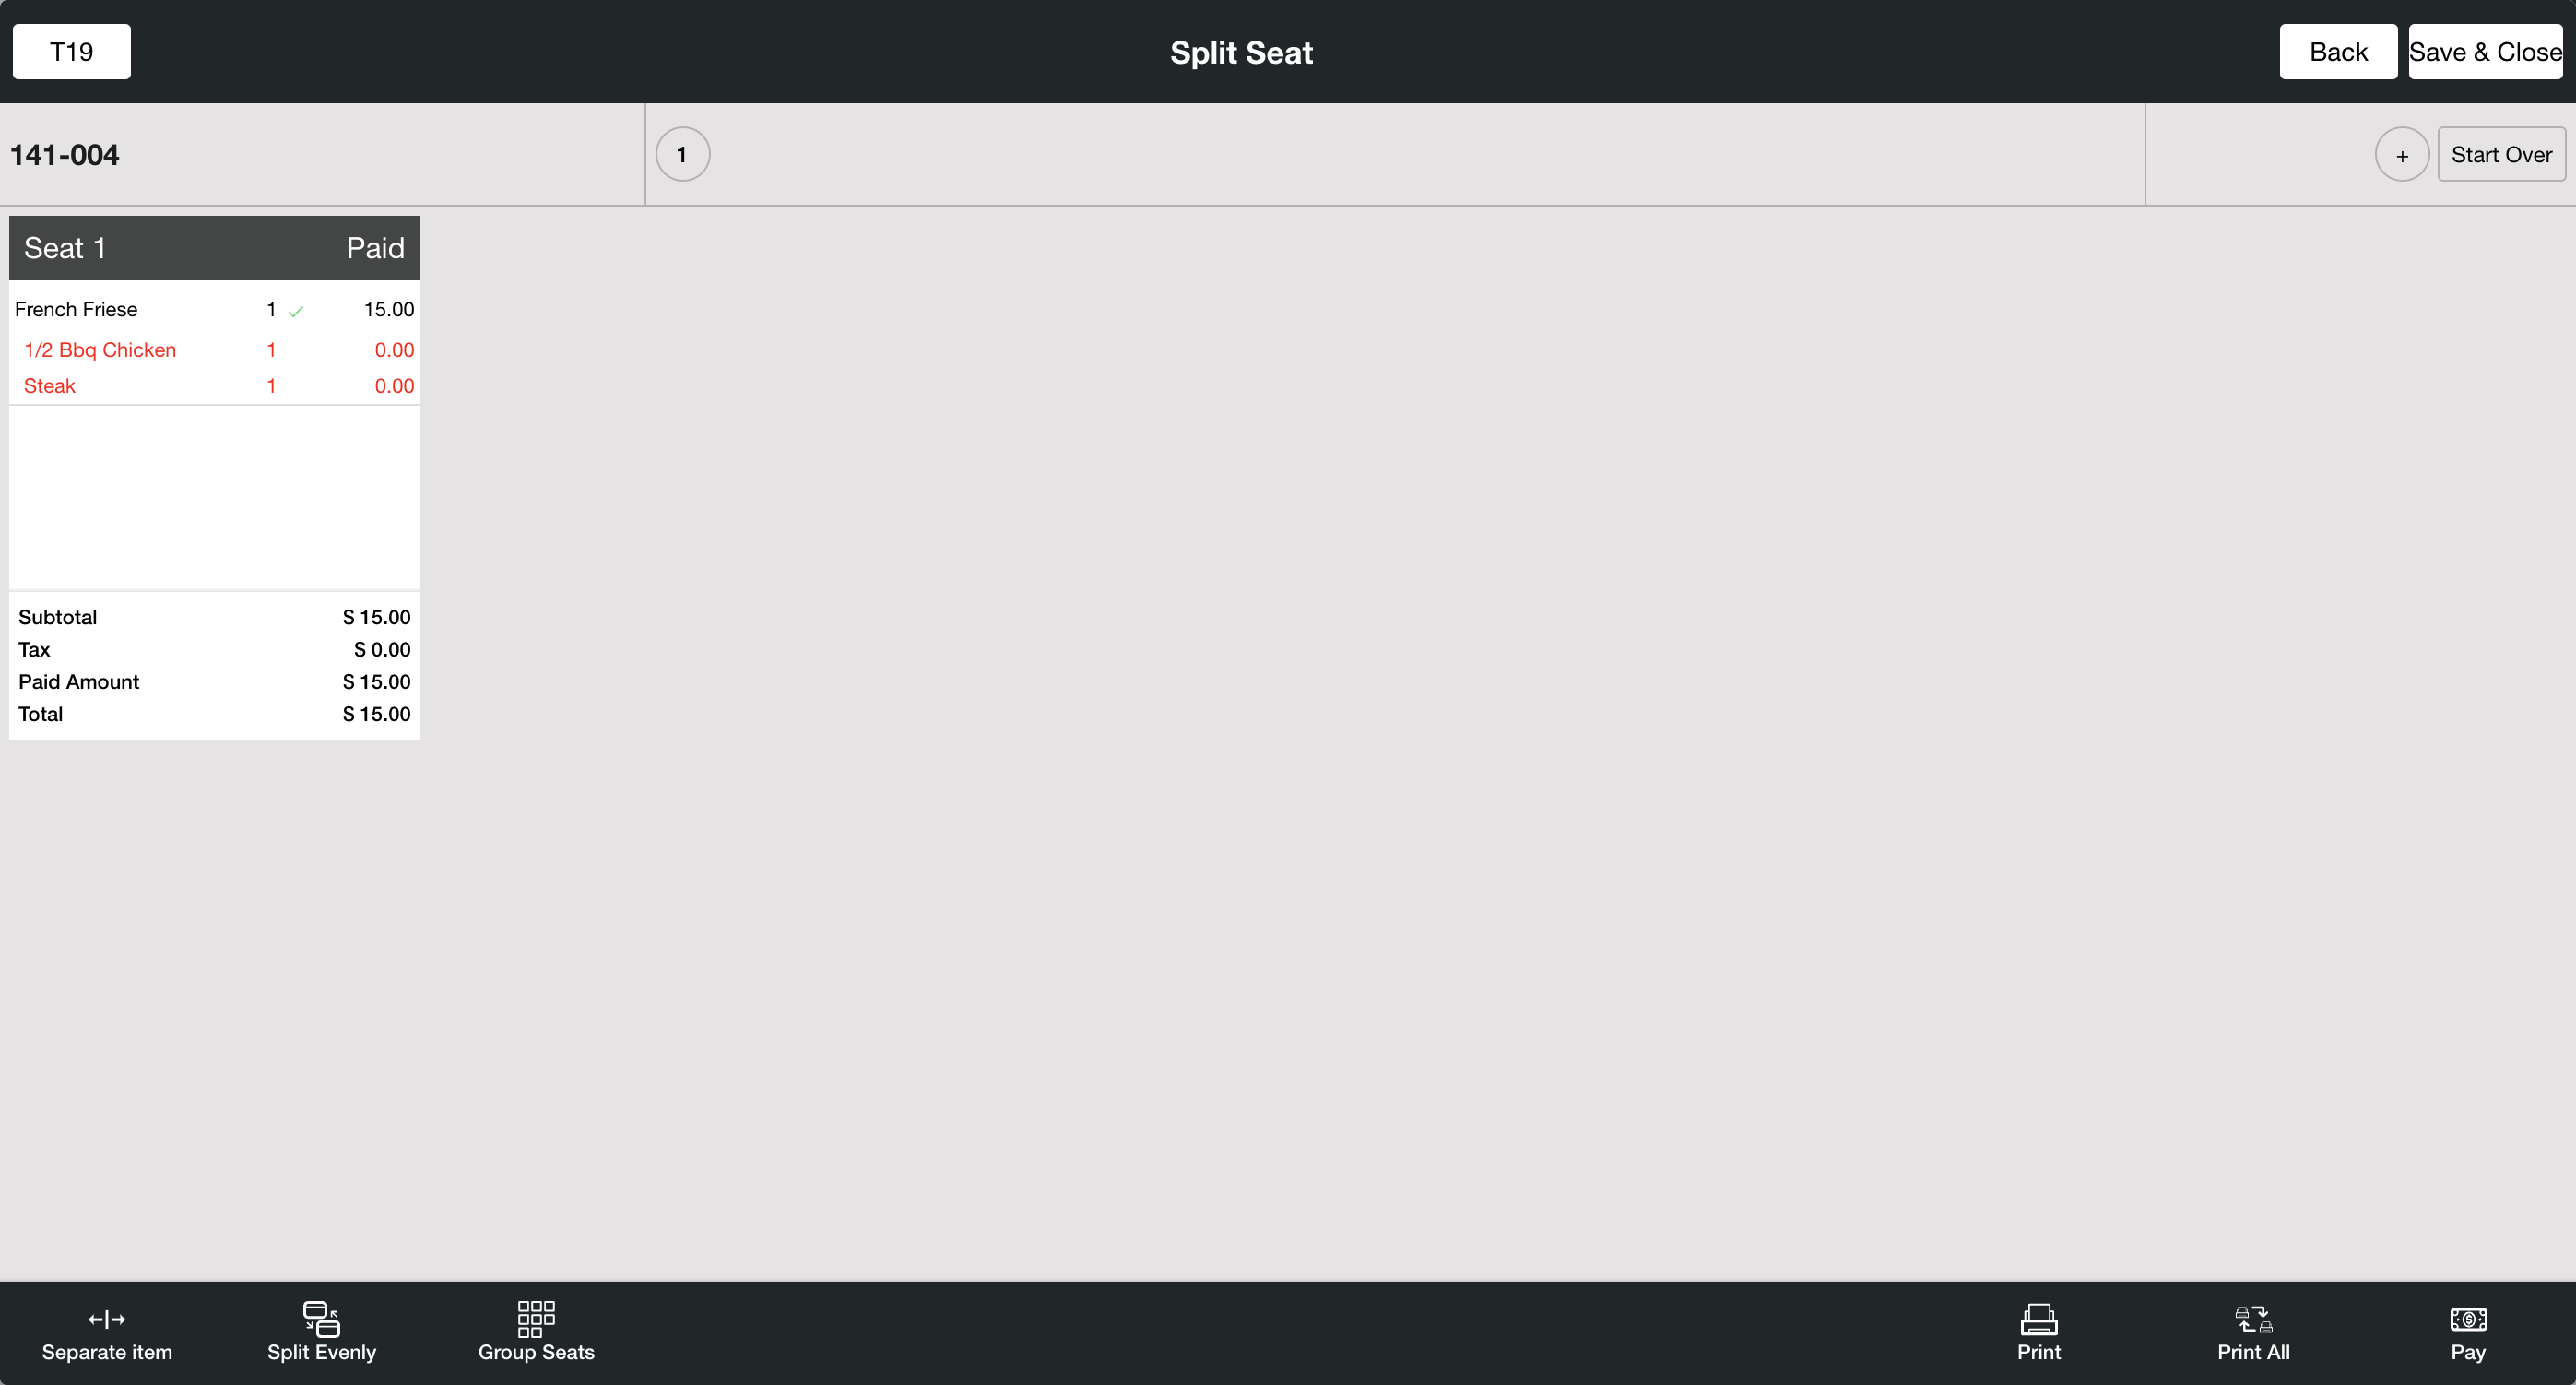 T19 Split Seat Back Save & Close
141-004 1 + Start Over
Seat 1 Paid
French Friese 1 15.00
1/2 Bbq Chicken 1 0.00
Steak 1 0.00
Subtotal $ 15.00
Tax $ 0.00
Paid Amount $ 15.00
Total $ 15.00
Separate item Split Evenly Group Seats Print Print All Pay